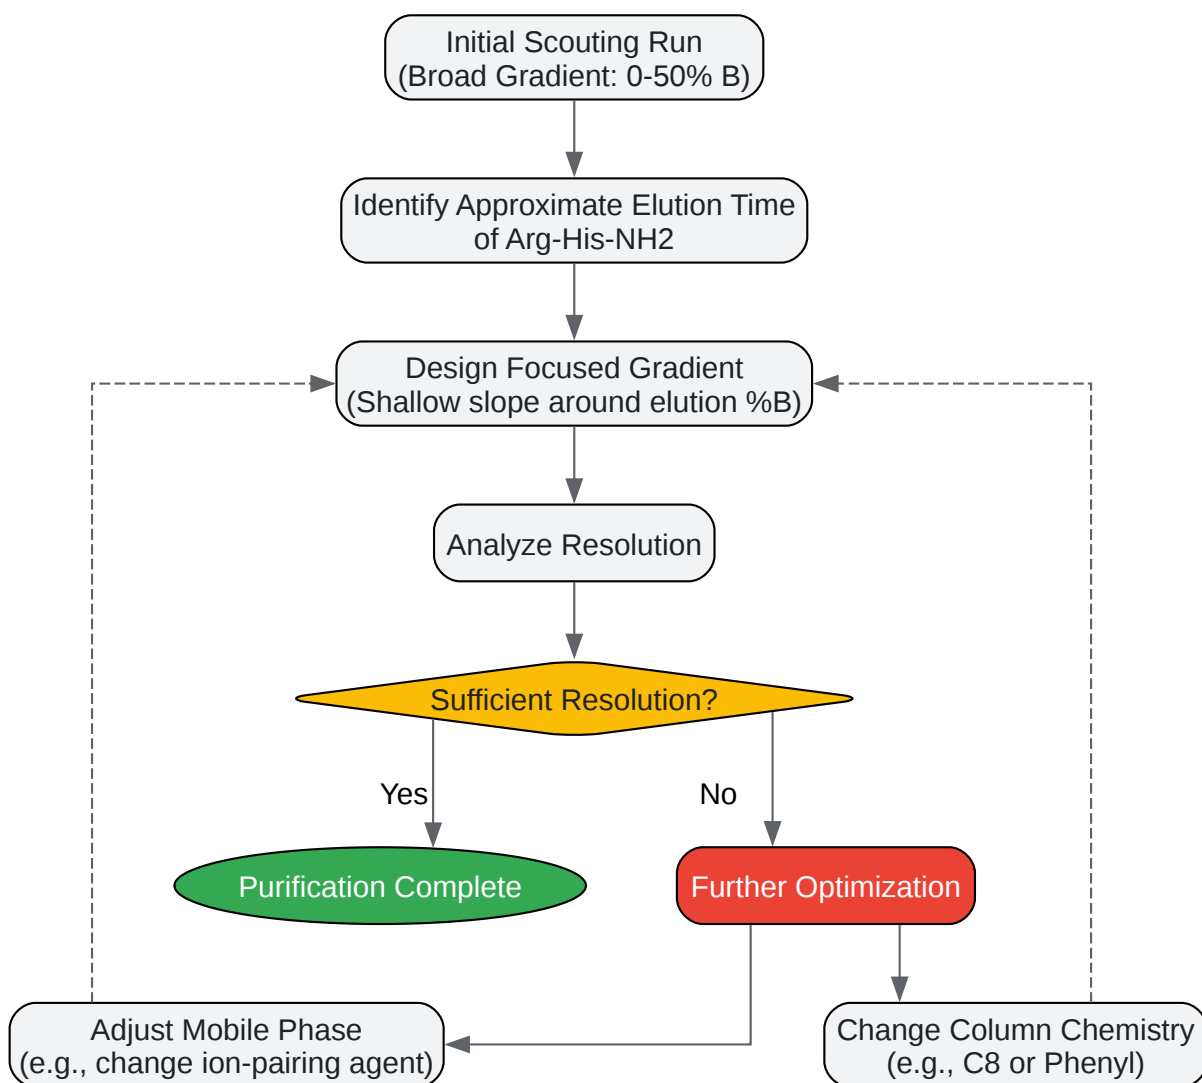 Initial Scouting Run
(Broad Gradient: 0-50% B)
Identify Approximate Elution Time
of Arg-His-NH2
Design Focused Gradient
(Shallow slope around elution %B)
Analyze Resolution
Sufficient Resolution?
Yes
No
Purification Complete
Further Optimization
Adjust Mobile Phase
(e.g., change ion-pairing agent)
Change Column Chemistry
(e.g., C8 or Phenyl)